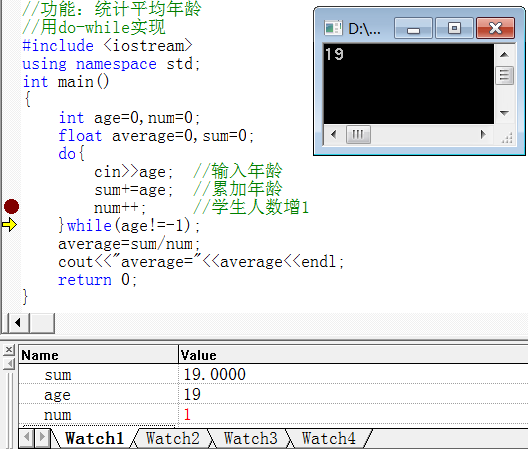 //功能：统计平均年龄
//用do-while实现
#include <iostream>
using namespace std;
int main()
{
    int age=0,num=0;
    float average=0,sum=0;
    do{
        cin>>age;  //输入年龄
        sum+=age;  //累加年龄
        num++;     //学生人数增1
    }while(age!=-1);
    average=sum/num;
    cout<<"average="<<average<<endl;
    return 0;
}
D:\...
19
Name Value
sum 19.0000
age 19
num 1
Watch1 Watch2 Watch3 Watch4